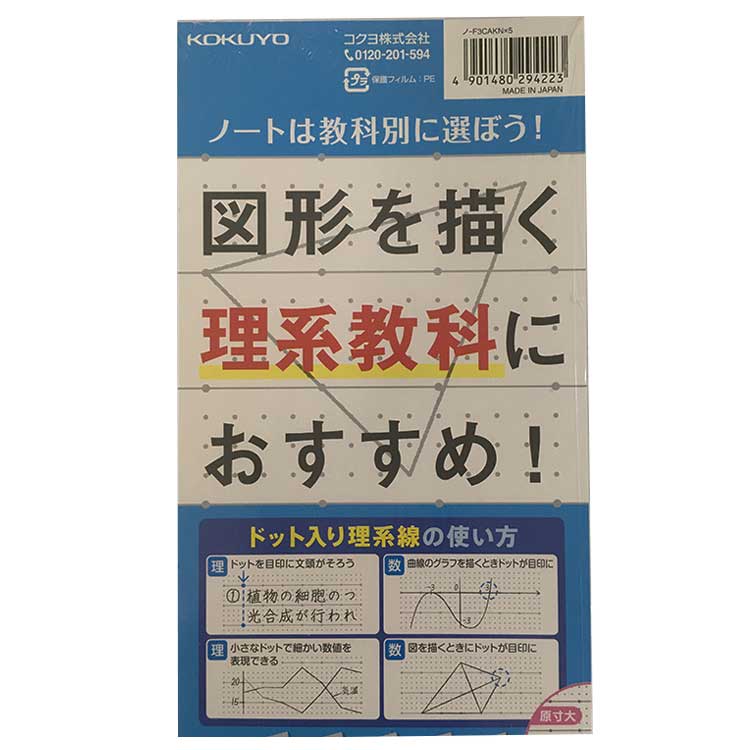 KOKUYO
コクヨ株式会社
0120-201-594
プラ 保護フィルム:PE
ノ-F3CAKN×5
4 901480 294223
MADE IN JAPAN
ノートは教科別に選ぼう!
図形を描く
理系教科に
おすすめ!
ドット入り理系線の使い方
理 ドットを目印に文頭がそろう
① 植物の細胞のつ
光合成が行われ
数 曲線のグラフを描くときドットが目印に
-3 0
-3
理 小さなドットで細かい数値を
表現できる
20
15
気温
数 図を描くときにドットが目印に
原寸大